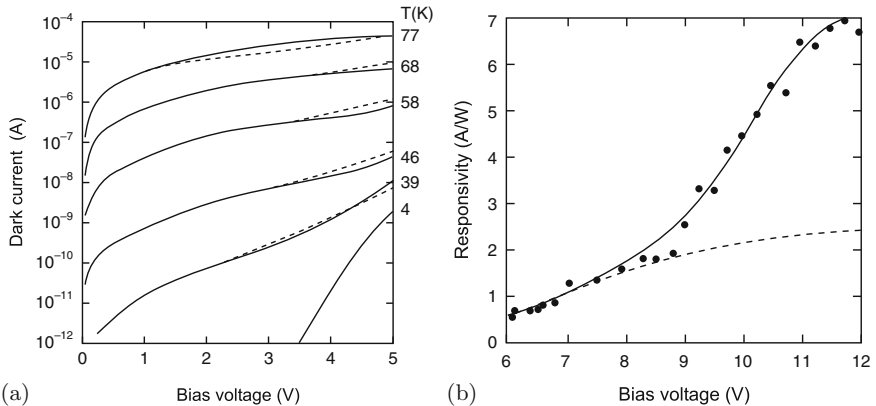 T(K)
10⁻⁴
77
10⁻⁵
68
10⁻⁶
58
10⁻⁷
46
10⁻⁸
39
10⁻⁹
4
10⁻¹⁰
10⁻¹¹
10⁻¹²
Dark current (A)
0 1 2 3 4 5
Bias voltage (V)
(a)
7
6
5
4
3
2
1
0
Responsivity (A/W)
6 7 8 9 10 11 12
Bias voltage (V)
(b)